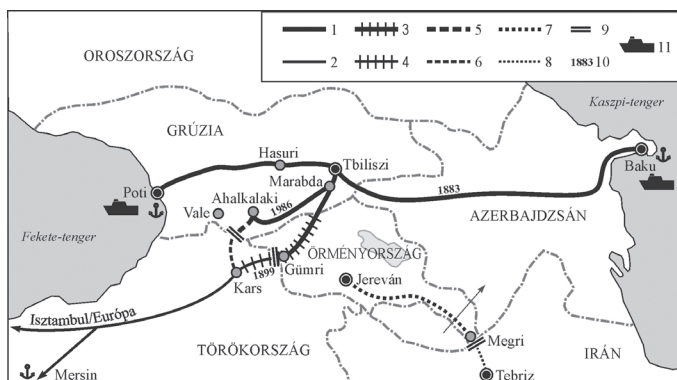 1 3 5 7 9 11
2 4 6 8 1883 10
OROSZORSZÁG
Kaszpi-tenger
GRÚZIA
Hasuri
Tbiliszi
Baku
Poti
Marabda
Ahalkalaki
1883
Vale
1986
AZERBAJDZSÁN
Fekete-tenger
ÖRMÉNYORSZÁG
1899
Gümri
Kars
Jereván
Isztambul/Európa
Megri
TÖRÖKORSZÁG
IRÁN
Mersin
Tebriz